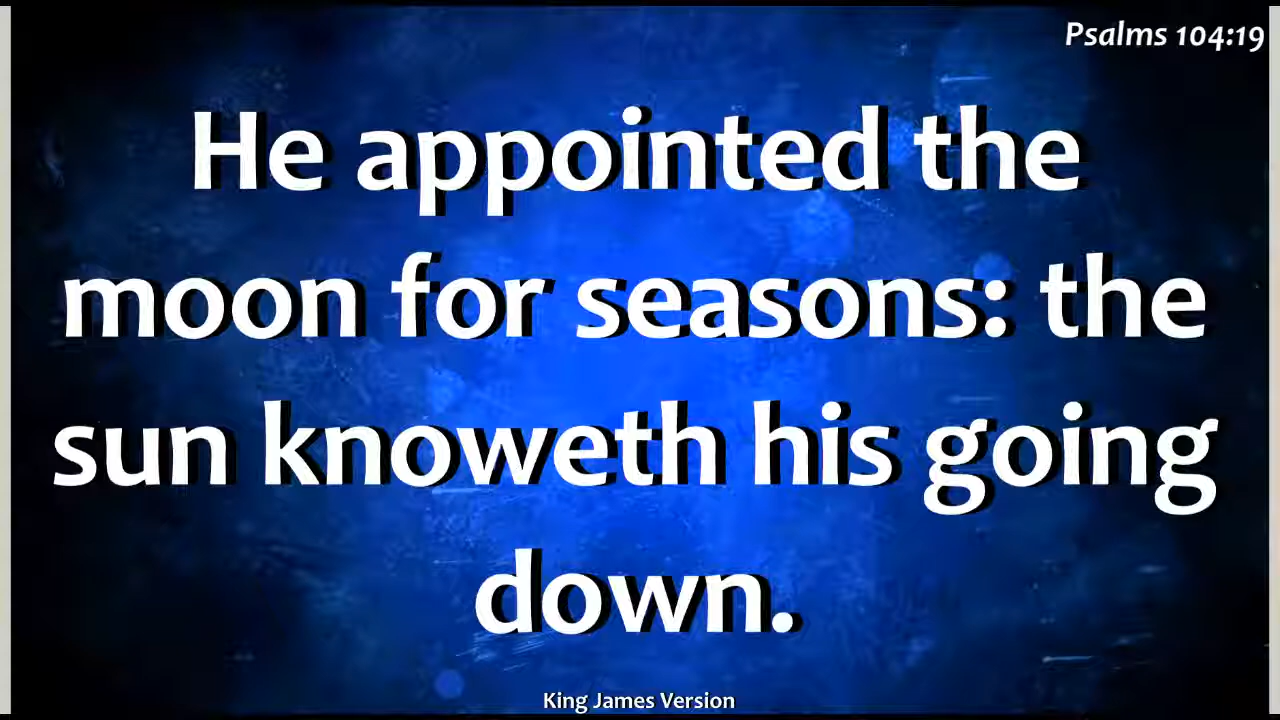 Psalms 104:19
He appointed the
moon for seasons: the
sun knoweth his going
down.
King James Version